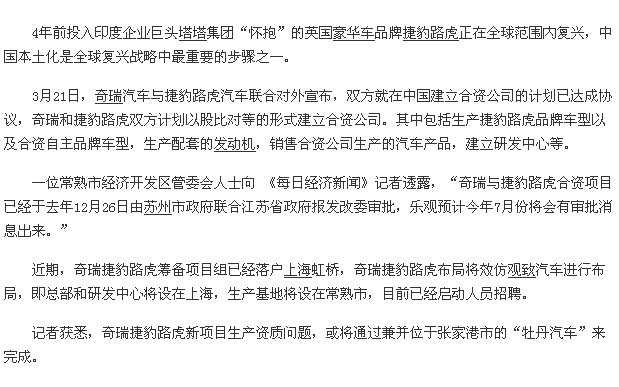 4年前投入印度企业巨头塔塔集团“怀抱”的英国豪华车品牌捷豹路虎正在全球范围内复兴，中
国本土化是全球复兴战略中最重要的步骤之一。
3月21日，奇瑞汽车与捷豹路虎汽车联合对外宣布，双方就在中国建立合资公司的计划已达成协
议，奇瑞和捷豹路虎双方计划以股比对等的形式建立合资公司。其中包括生产捷豹路虎品牌车型以
及合资自主品牌车型，生产配套的发动机，销售合资公司生产的汽车产品，建立研发中心等。
一位常熟市经济开发区管委会人士向 《每日经济新闻》记者透露，“奇瑞与捷豹路虎合资项目
已经于去年12月26日由苏州市政府联合江苏省政府报发改委审批，乐观预计今年7月份将会有审批消
息出来。”
近期，奇瑞捷豹路虎筹备项目组已经落户上海虹桥，奇瑞捷豹路虎布局将效仿观致汽车进行布
局，即总部和研发中心将设在上海，生产基地将设在常熟市，目前已经启动人员招聘。
记者获悉，奇瑞捷豹路虎新项目生产资质问题，或将通过兼并位于张家港市的“牡丹汽车”来
完成。